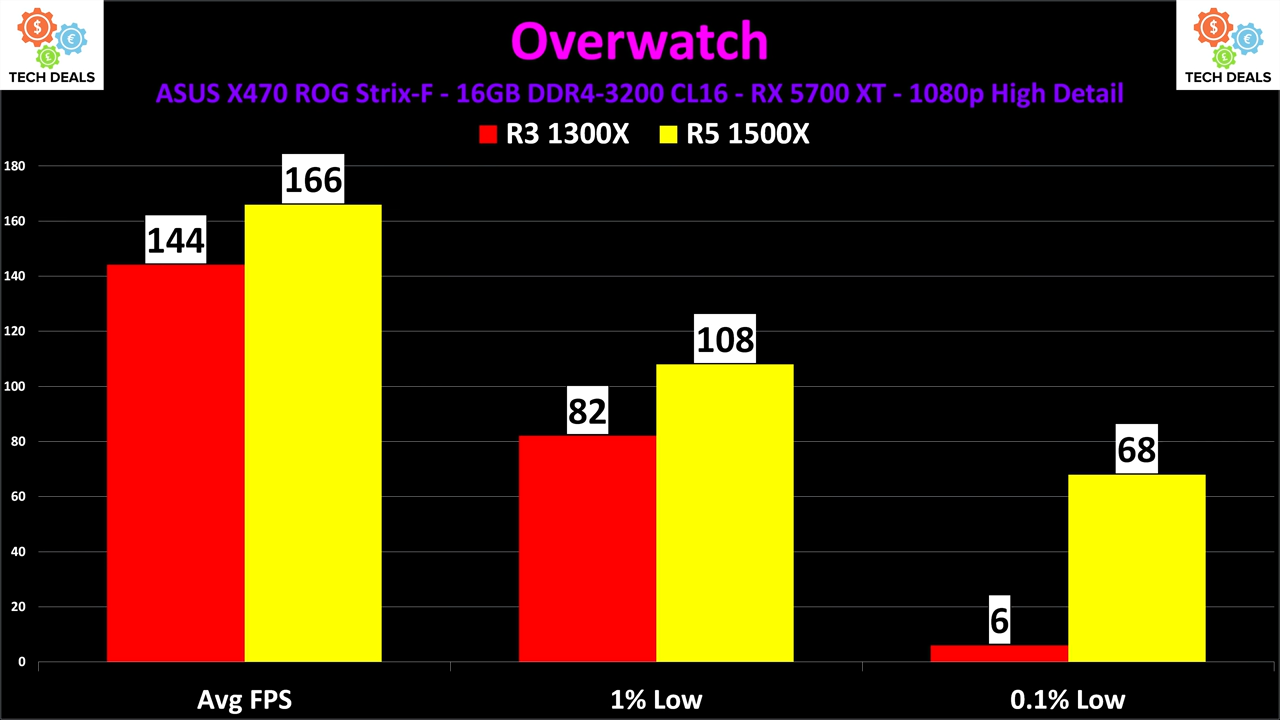 Overwatch
ASUS X470 ROG Strix-F - 16GB DDR4-3200 CL16 - RX 5700 XT - 1080p High Detail
$
€
€
TECH DEALS
$
€
€
TECH DEALS
R3 1300X R5 1500X
180
160
140
120
100
80
60
40
20
0
144
166
82
108
6
68
Avg FPS
1% Low
0.1% Low